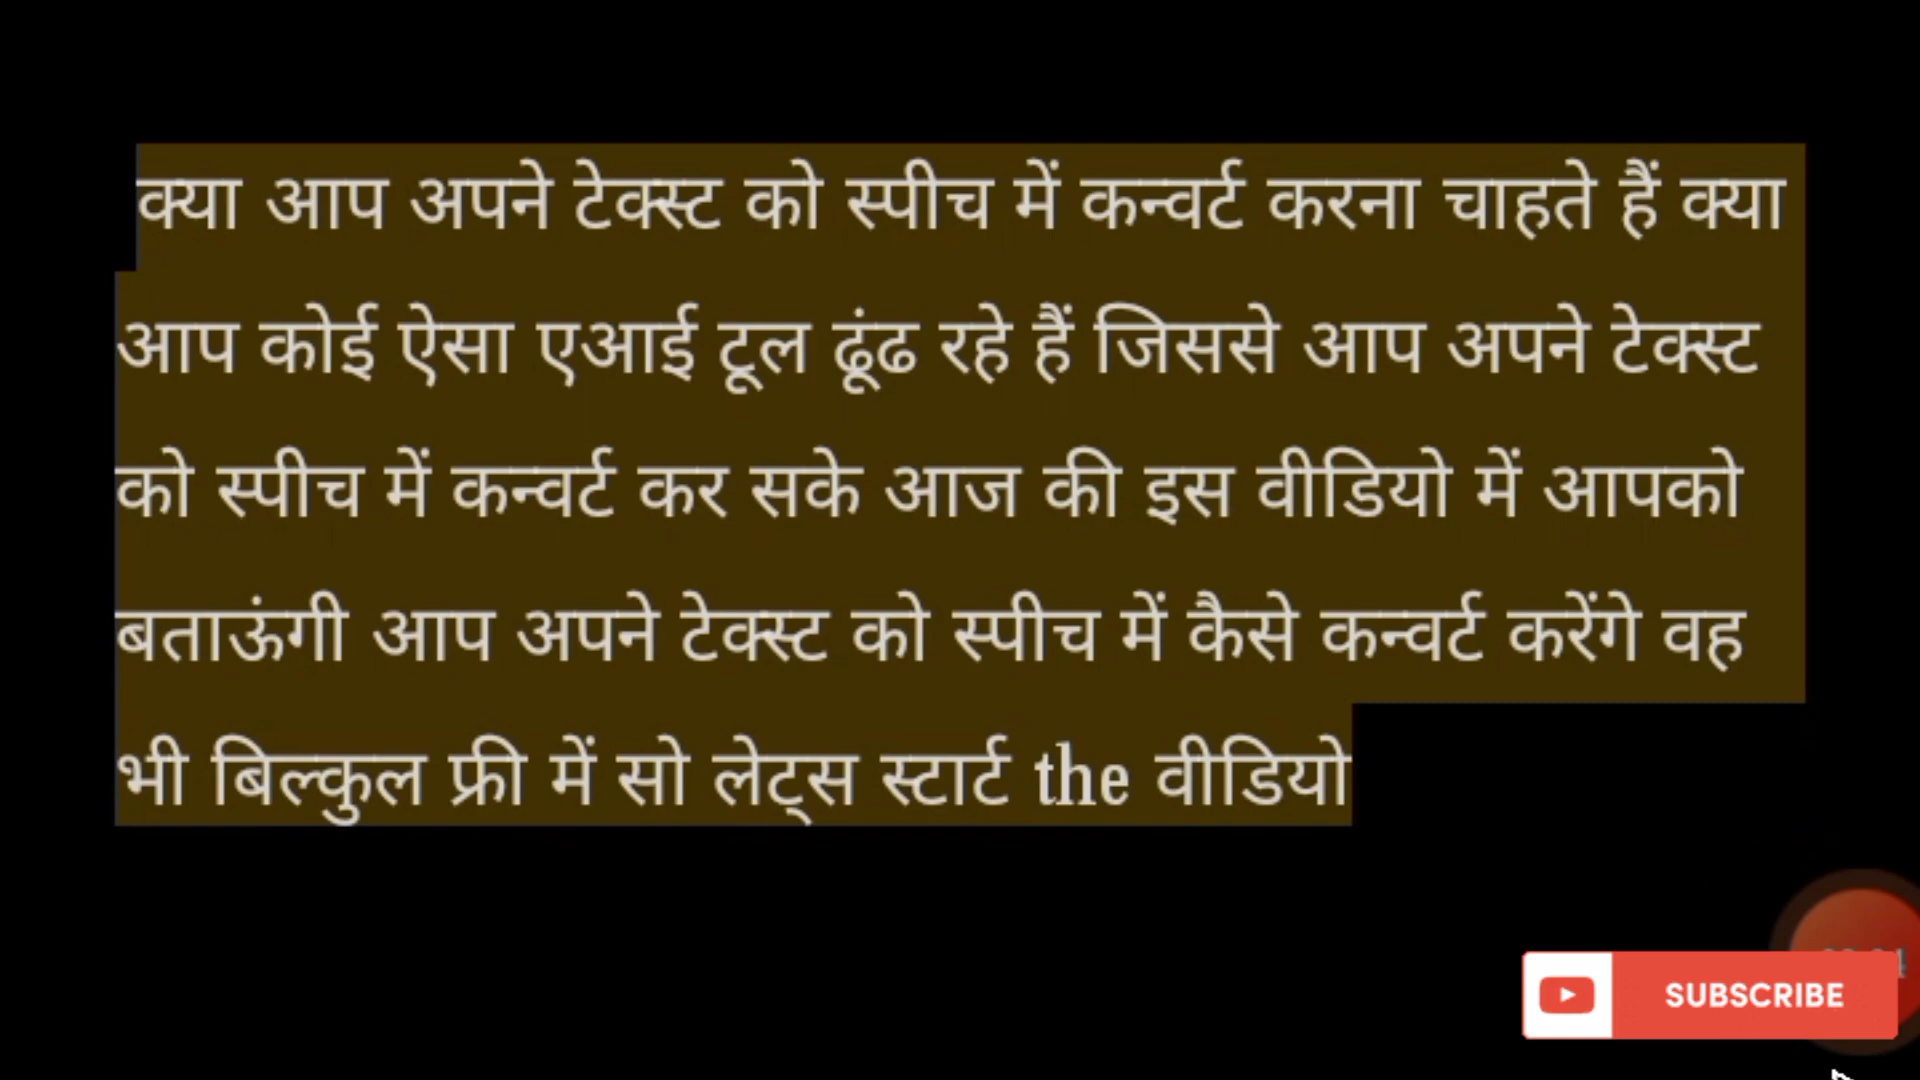 क्या आप अपने टेक्स्ट को स्पीच में कन्वर्ट करना चाहते हैं क्या
आप कोई ऐसा एआई टूल ढूंढ रहे हैं जिससे आप अपने टेक्स्ट
को स्पीच में कन्वर्ट कर सके आज की इस वीडियो में आपको
बताऊंगी आप अपने टेक्स्ट को स्पीच में कैसे कन्वर्ट करेंगे वह
भी बिल्कुल फ्री में सो लेट्स स्टार्ट the वीडियो
SUBSCRIBE